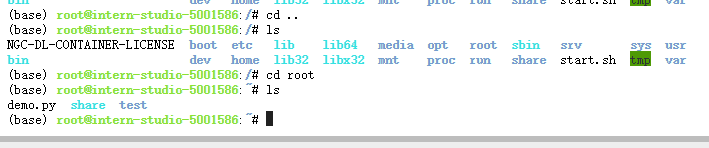 bin dev home lib32 libx32 mnt proc run share start.sh tmp var
(base) root@intern-studio-5001586:/# cd ..
(base) root@intern-studio-5001586:/# ls
NGC-DL-CONTAINER-LICENSE boot etc lib lib64 media opt root sbin srv sys usr
bin dev home lib32 libx32 mnt proc run share start.sh tmp var
(base) root@intern-studio-5001586:/# cd root
(base) root@intern-studio-5001586:~# ls
demo.py share test
(base) root@intern-studio-5001586:~#